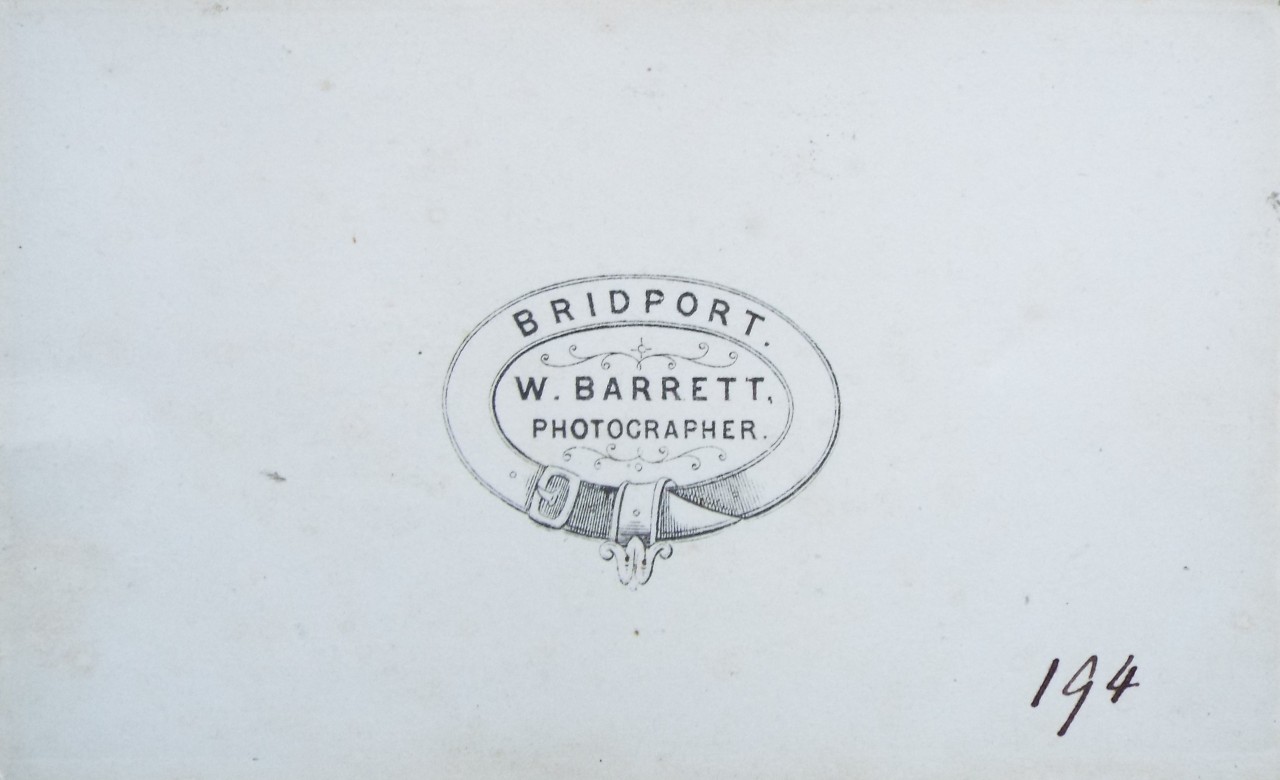 BRIDPORT.
W. BARRETT,
PHOTOGRAPHER.
194